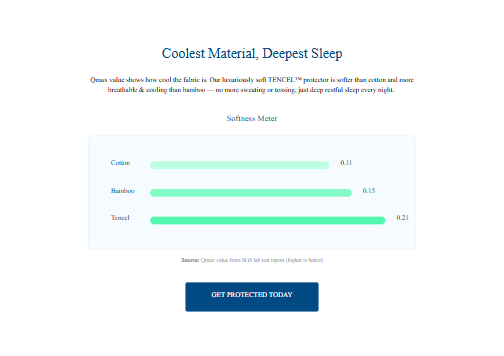 Coolest Material, Deepest Sleep
Qmax value shows how cool the fabric is. Our luxuriously soft TENCEL™ protector is softer than cotton and more
breathable & cooling than bamboo — no more sweating or tossing, just deep restful sleep every night.
Softness Meter
Cotton 0.11
Bamboo 0.15
Tencel 0.21
Source: Qmax value from SGS lab test report (higher is better)
GET PROTECTED TODAY